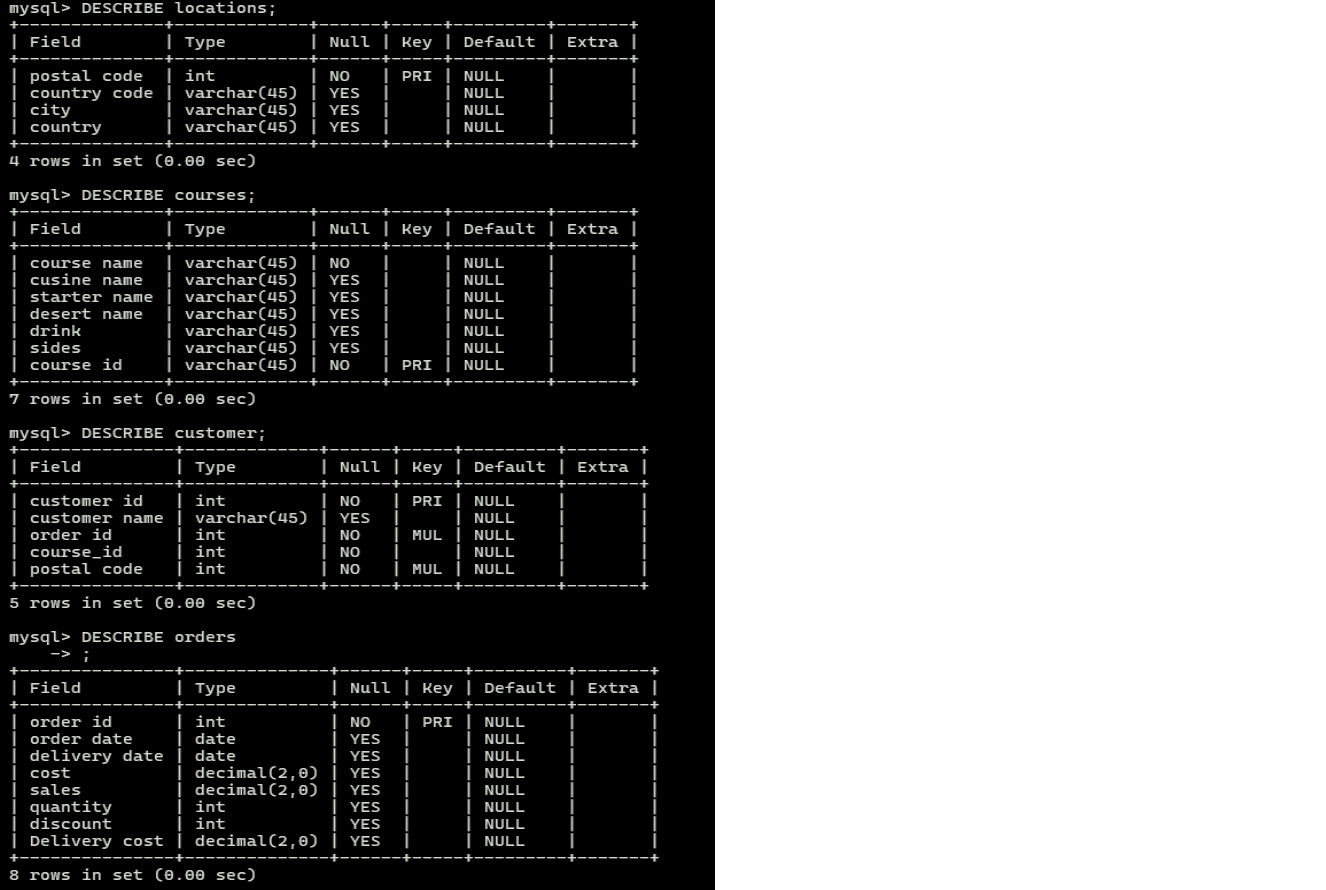 mysql> DESCRIBE locations;
+--------------+-------------+------+-----+---------+-------+
| Field        | Type        | Null | Key | Default | Extra |
+--------------+-------------+------+-----+---------+-------+
| postal code  | int         | NO   | PRI | NULL    |       |
| country code | varchar(45) | YES  |     | NULL    |       |
| city         | varchar(45) | YES  |     | NULL    |       |
| country      | varchar(45) | YES  |     | NULL    |       |
+--------------+-------------+------+-----+---------+-------+
4 rows in set (0.00 sec)

mysql> DESCRIBE courses;
+--------------+-------------+------+-----+---------+-------+
| Field        | Type        | Null | Key | Default | Extra |
+--------------+-------------+------+-----+---------+-------+
| course name  | varchar(45) | NO   |     | NULL    |       |
| cusine name  | varchar(45) | YES  |     | NULL    |       |
| starter name | varchar(45) | YES  |     | NULL    |       |
| desert name  | varchar(45) | YES  |     | NULL    |       |
| drink        | varchar(45) | YES  |     | NULL    |       |
| sides        | varchar(45) | YES  |     | NULL    |       |
| course id    | varchar(45) | NO   | PRI | NULL    |       |
+--------------+-------------+------+-----+---------+-------+
7 rows in set (0.00 sec)

mysql> DESCRIBE customer;
+---------------+-------------+------+-----+---------+-------+
| Field         | Type        | Null | Key | Default | Extra |
+---------------+-------------+------+-----+---------+-------+
| customer id   | int         | NO   | PRI | NULL    |       |
| customer name | varchar(45) | YES  |     | NULL    |       |
| order id      | int         | NO   | MUL | NULL    |       |
| course_id     | int         | NO   |     | NULL    |       |
| postal code   | int         | NO   | MUL | NULL    |       |
+---------------+-------------+------+-----+---------+-------+
5 rows in set (0.00 sec)

mysql> DESCRIBE orders
    -> ;
+---------------+--------------+------+-----+---------+-------+
| Field         | Type         | Null | Key | Default | Extra |
+---------------+--------------+------+-----+---------+-------+
| order id      | int          | NO   | PRI | NULL    |       |
| order date    | date         | YES  |     | NULL    |       |
| delivery date | date         | YES  |     | NULL    |       |
| cost          | decimal(2,0) | YES  |     | NULL    |       |
| sales         | decimal(2,0) | YES  |     | NULL    |       |
| quantity      | int          | YES  |     | NULL    |       |
| discount      | int          | YES  |     | NULL    |       |
| Delivery cost | decimal(2,0) | YES  |     | NULL    |       |
+---------------+--------------+------+-----+---------+-------+
8 rows in set (0.00 sec)